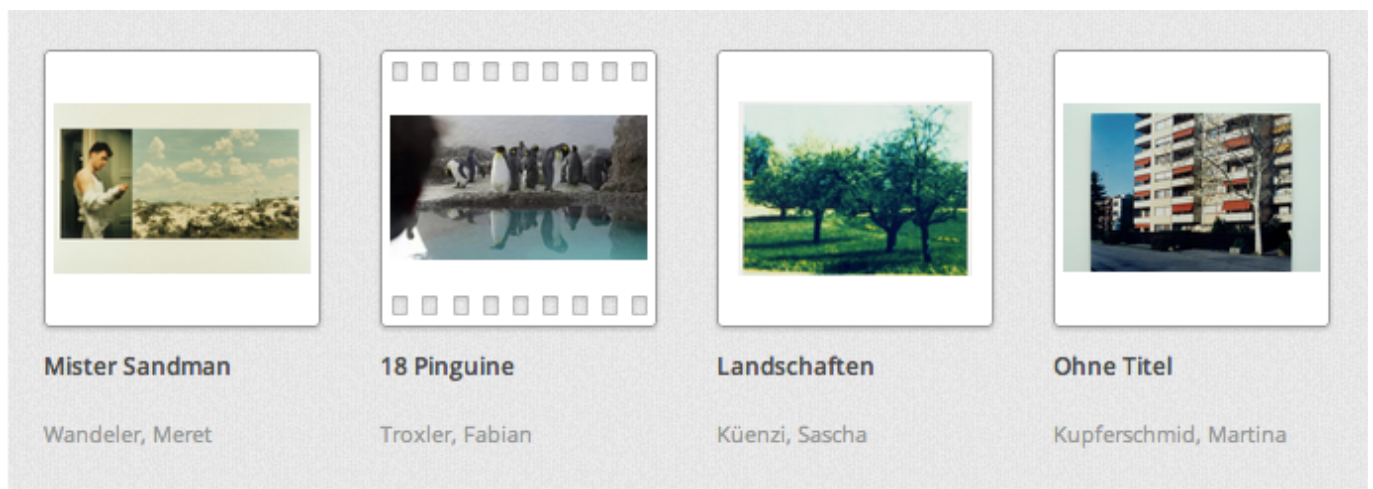 Mister Sandman
Wandeler, Meret
18 Pinguine
Troxler, Fabian
Landschaften
Küenzi, Sascha
Ohne Titel
Kupferschmid, Martina